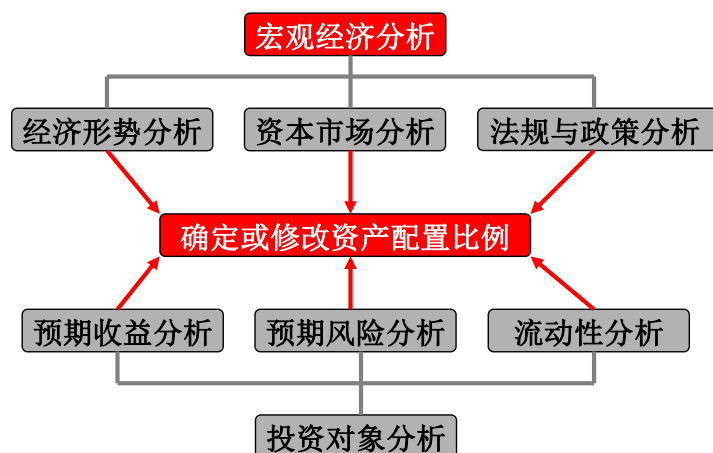 宏观经济分析
经济形势分析
资本市场分析
法规与政策分析
确定或修改资产配置比例
预期收益分析
预期风险分析
流动性分析
投资对象分析